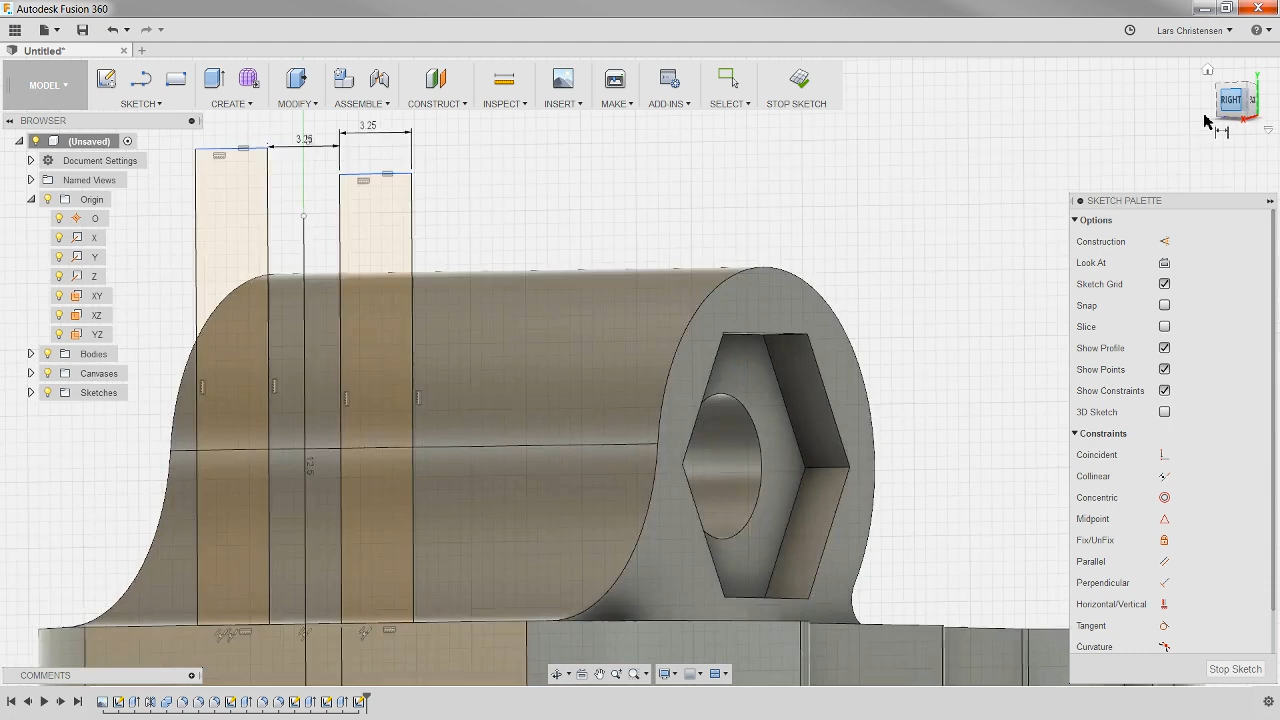 Autodesk Fusion 360
Lars Christensen
Untitled*
MODEL
SKETCH
CREATE
MODIFY
ASSEMBLE
CONSTRUCT
INSPECT
INSERT
MAKE
ADD-INS
SELECT
STOP SKETCH
RIGHT
Y
X
BROWSER
(Unsaved)
Document Settings
Named Views
Origin
O
X
Y
Z
XY
XZ
YZ
Bodies
Canvases
Sketches
3.25
3.25
12.5
SKETCH PALETTE
Options
Construction
Look At
Sketch Grid
Snap
Slice
Show Profile
Show Points
Show Constraints
3D Sketch
Constraints
Coincident
Collinear
Concentric
Midpoint
Fix/UnFix
Parallel
Perpendicular
Horizontal/Vertical
Tangent
Curvature
Stop Sketch
COMMENTS